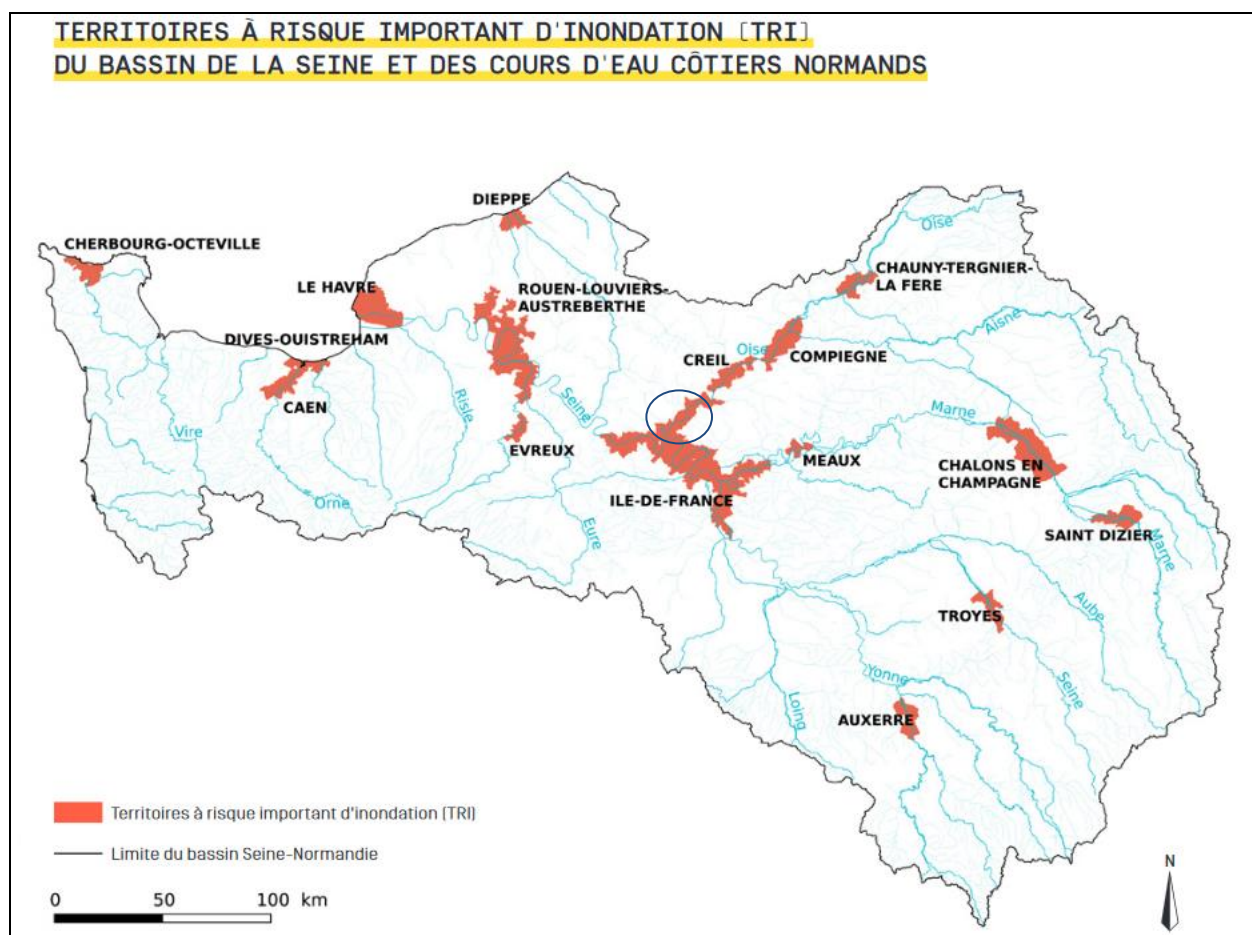 TERRITOIRES À RISQUE IMPORTANT D'INONDATION [TRI]
DU BASSIN DE LA SEINE ET DES COURS D'EAU CÔTIERS NORMANDS
DIEPPE
Oise
CHERBOURG-OCTEVILLE
CHAUNY-TERGNIER-
LA FERE
LE HAVRE
ROUEN-LOUVIERS-
AUSTREBERTHE
Aisne
DIVES-OUISTREHAM
Oise
COMPIEGNE
CREIL
Risle
Seine
CAEN
Marne
Vire
EVREUX
MEAUX
CHALONS EN
CHAMPAGNE
ILE-DE-FRANCE
Orne
Eure
SAINT DIZIER
Marne
Aube
TROYES
Yonne
Seine
Loing
AUXERRE
Territoires à risque important d'inondation [TRI]
Limite du bassin Seine-Normandie
N
0 50 100 km